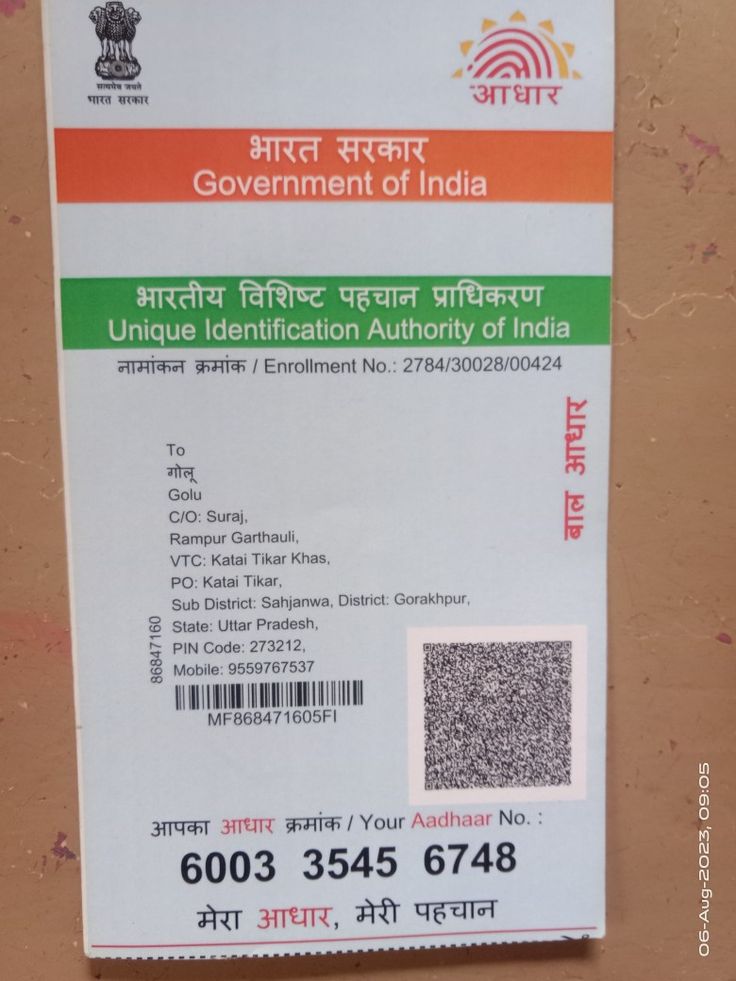 सत्यमेव जयते
भारत सरकार
आधार
भारत सरकार
Government of India
भारतीय विशिष्ट पहचान प्राधिकरण
Unique Identification Authority of India
नामांकन क्रमांक / Enrollment No.: 2784/30028/00424
बाल आधार
To
गोलू
Golu
C/O: Suraj,
Rampur Garthauli,
VTC: Katai Tikar Khas,
PO: Katai Tikar,
Sub District: Sahjanwa, District: Gorakhpur,
State: Uttar Pradesh,
PIN Code: 273212,
Mobile: 9559767537
86847160
MF868471605FI
आपका आधार क्रमांक / Your Aadhaar No. :
6003 3545 6748
मेरा आधार, मेरी पहचान
06-Aug-2023, 09:05